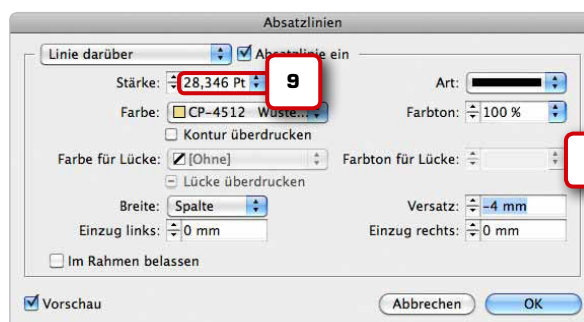 Absatzlinien
Linie darüber Absatzlinie ein
Stärke: 28,346 Pt 9 Art:
Farbe: CP-4512 Wüste... Farbton: 100 %
Kontur überdrucken
Farbe für Lücke: [Ohne] Farbton für Lücke:
Lücke überdrucken
Breite: Spalte Versatz: -4 mm
Einzug links: 0 mm Einzug rechts: 0 mm
Im Rahmen belassen
Vorschau Abbrechen OK